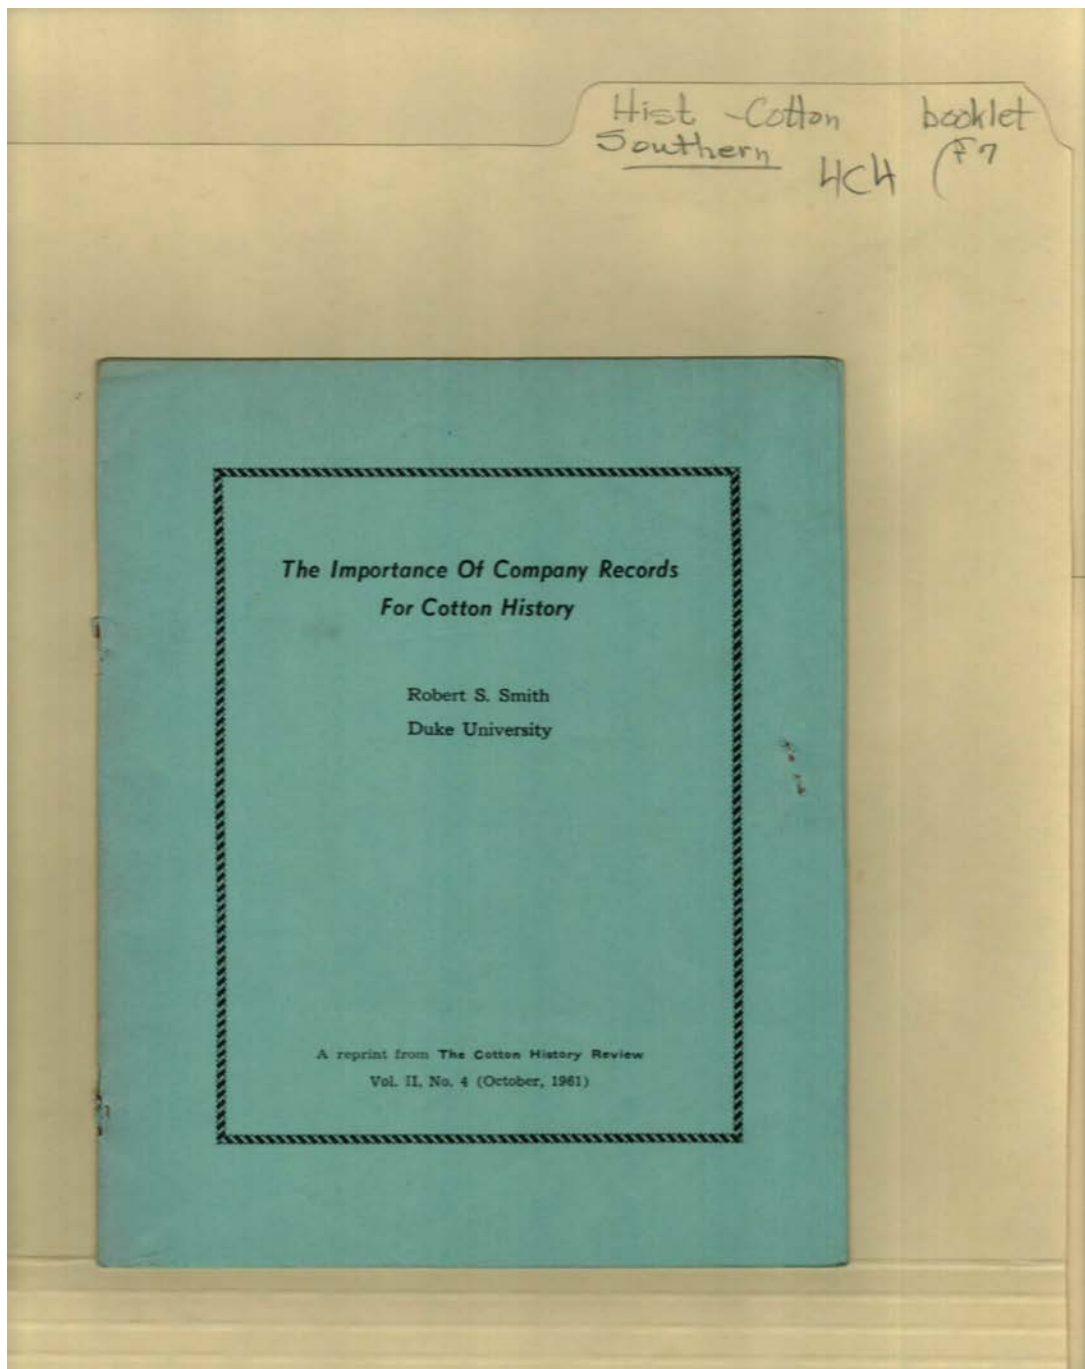 Hist - Cotton booklet
Southern 4C4
The Importance Of Company Records
For Cotton History
Robert S. Smith
Duke University
A reprint from The Cotton History Review
Vol. II, No. 4 (October, 1961)